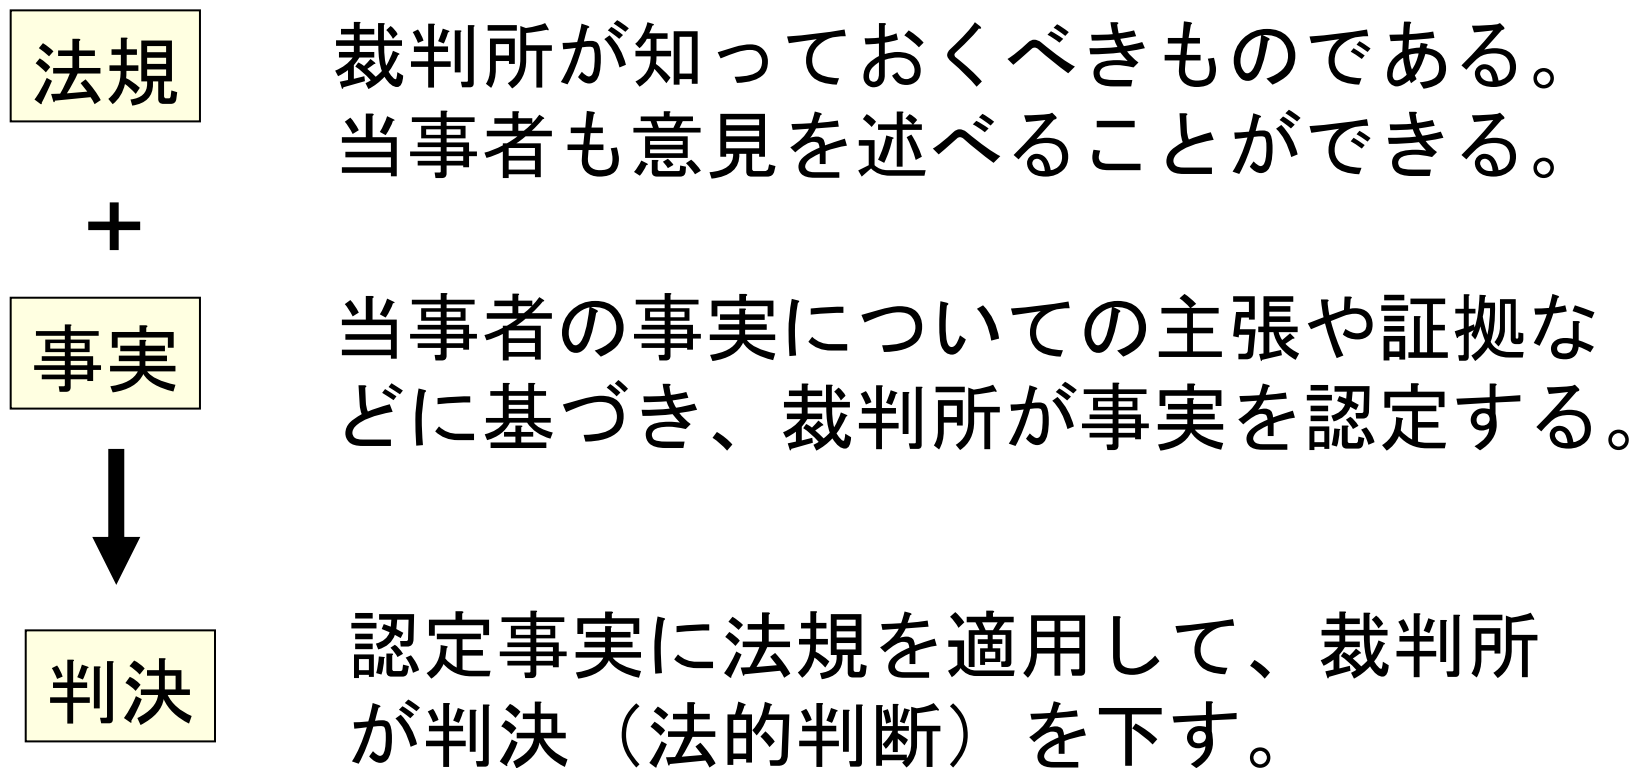 法規
裁判所が知っておくべきものである。
当事者も意見を述べることができる。
＋
事実
当事者の事実についての主張や証拠な
どに基づき、裁判所が事実を認定する。
判決
認定事実に法規を適用して、裁判所
が判決（法的判断）を下す。